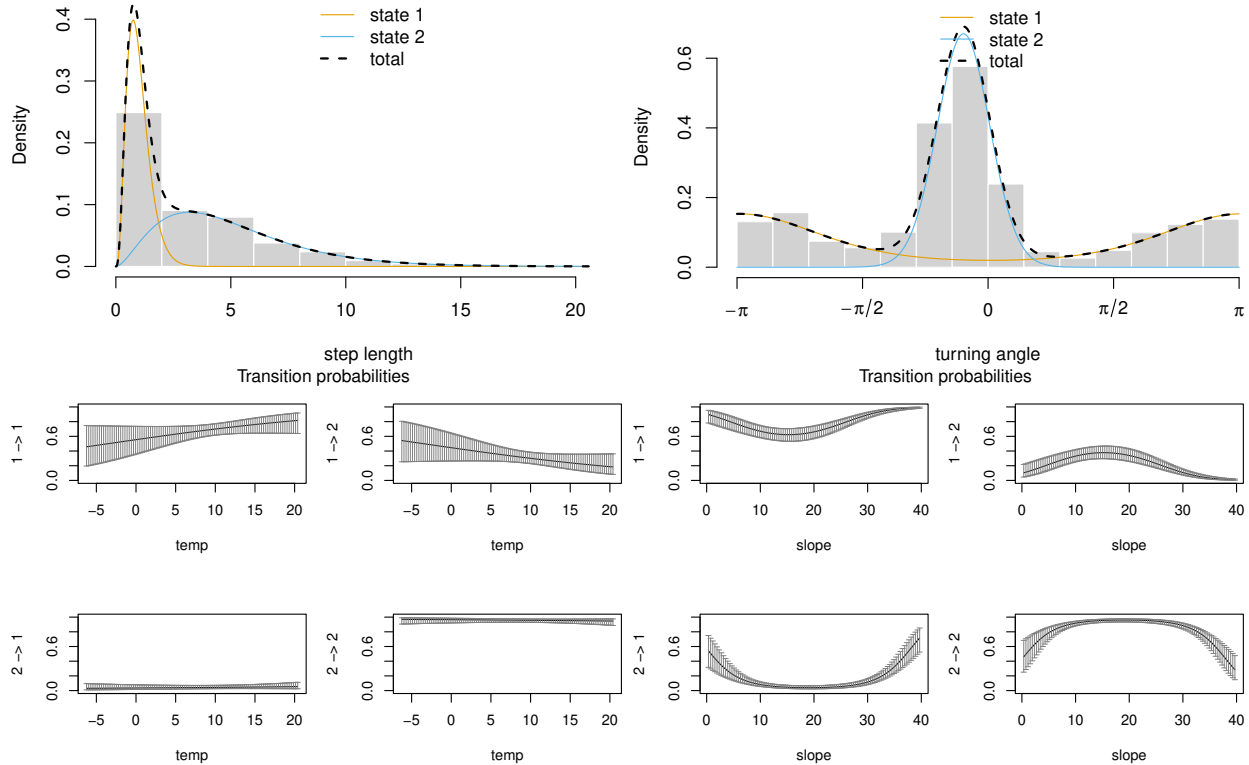 state 1
state 2
total
Density
0.0 0.1 0.2 0.3 0.4
0 5 10 15 20
step length
state 1
state 2
total
Density
0.0 0.2 0.4 0.6
−π −π/2 0 π/2 π
turning angle
Transition probabilities
Transition probabilities
1 −> 1
0.0 0.6
−5 0 5 10 15 20
temp
1 −> 2
0.0 0.6
−5 0 5 10 15 20
temp
1 −> 1
0.0 0.6
0 10 20 30 40
slope
1 −> 2
0.0 0.6
0 10 20 30 40
slope
2 −> 1
0.0 0.6
−5 0 5 10 15 20
temp
2 −> 2
0.0 0.6
−5 0 5 10 15 20
temp
2 −> 1
0.0 0.6
0 10 20 30 40
slope
2 −> 2
0.0 0.6
0 10 20 30 40
slope